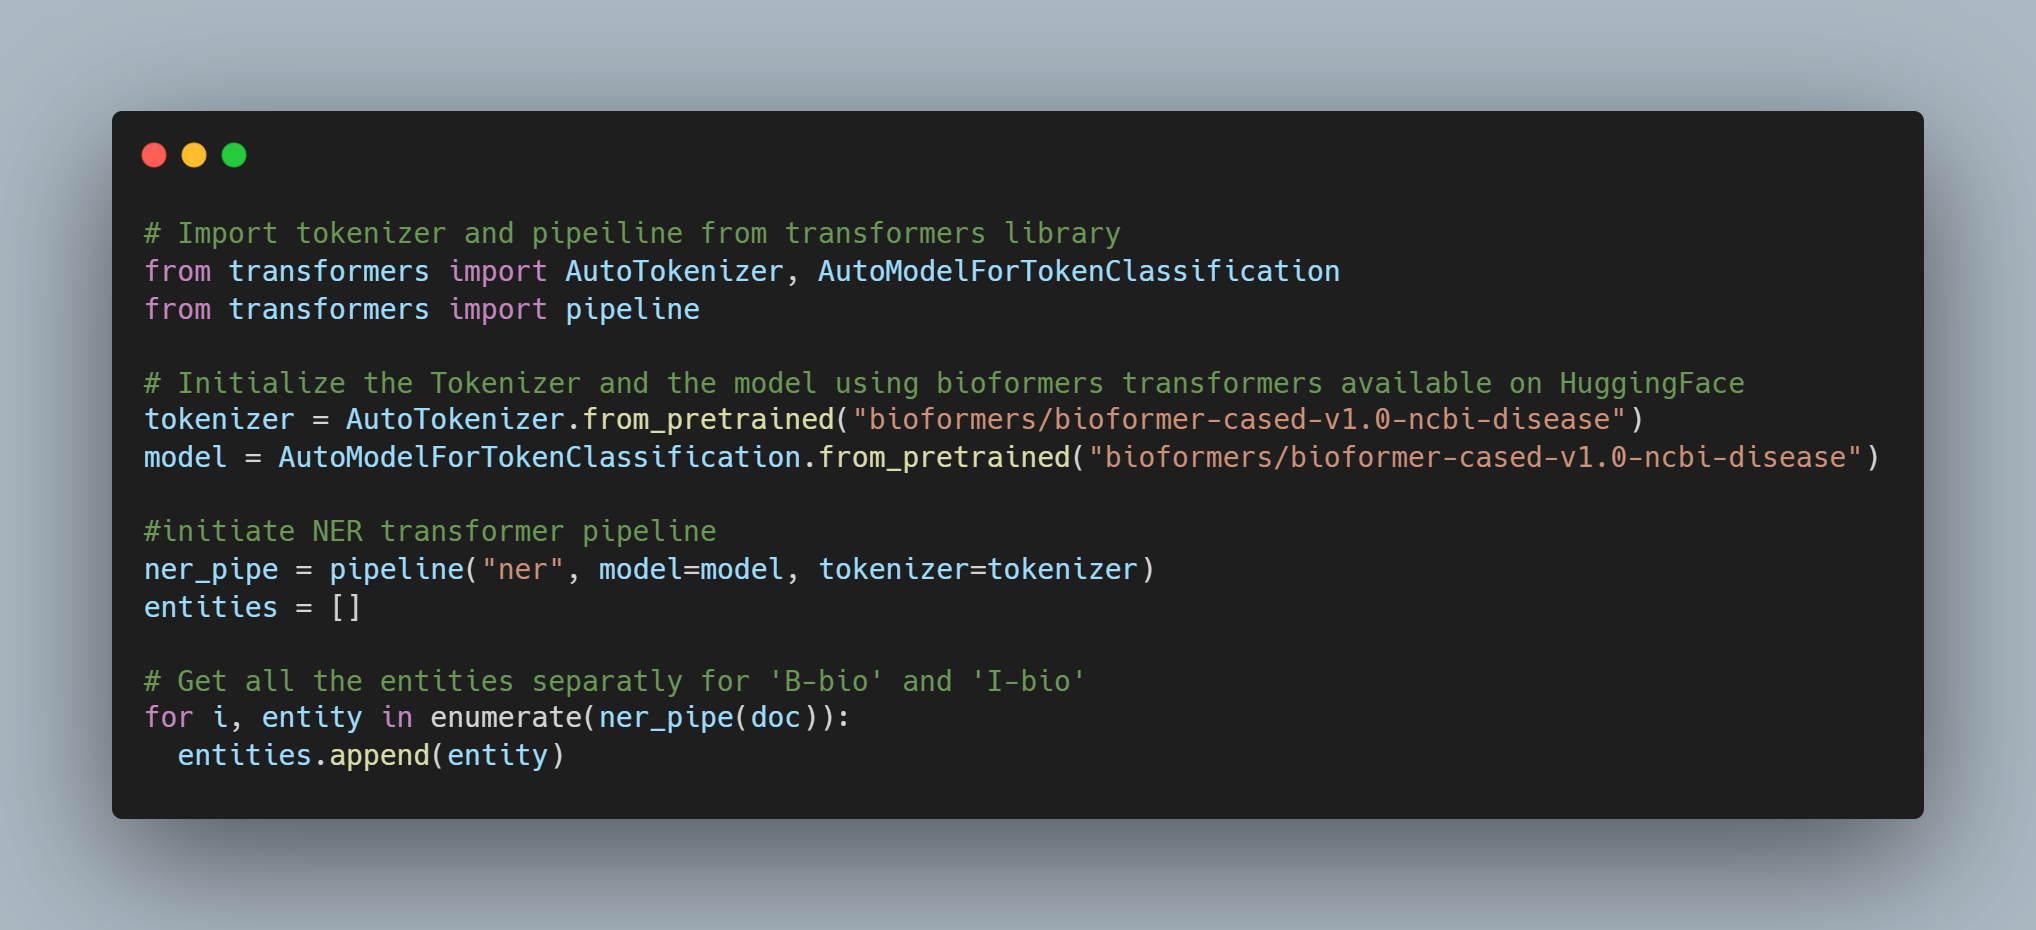 # Import tokenizer and pipeiline from transformers library
from transformers import AutoTokenizer, AutoModelForTokenClassification
from transformers import pipeline
# Initialize the Tokenizer and the model using bioformers transformers available on HuggingFace
tokenizer = AutoTokenizer.from_pretrained("bioformers/bioformer-cased-v1.0-ncbi-disease")
model = AutoModelForTokenClassification.from_pretrained("bioformers/bioformer-cased-v1.0-ncbi-disease")
#initiate NER transformer pipeline
ner_pipe = pipeline("ner", model=model, tokenizer=tokenizer)
entities = []
# Get all the entities separatly for 'B-bio' and 'I-bio'
for i, entity in enumerate(ner_pipe(doc)):
  entities.append(entity)